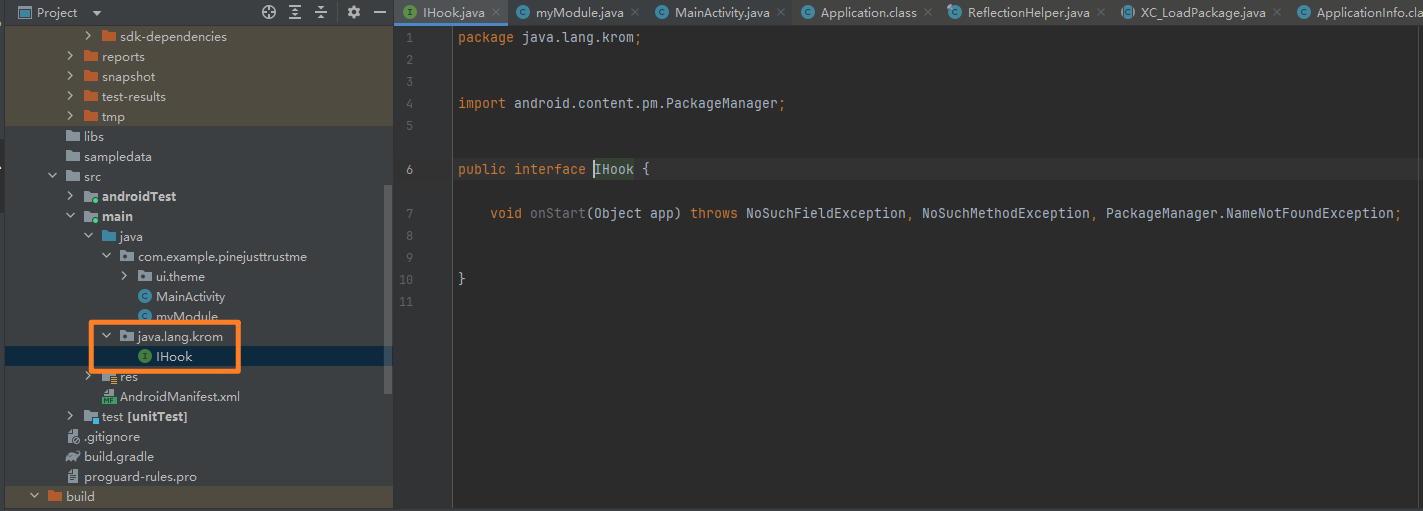 Project
IHook.java
myModule.java
MainActivity.java
Application.class
ReflectionHelper.java
XC_LoadPackage.java
ApplicationInfo.cla
sdk-dependencies
reports
snapshot
test-results
tmp
libs
sampledata
src
androidTest
main
java
com.example.pinejusttrustme
ui.theme
MainActivity
myModule
java.lang.krom
IHook
res
AndroidManifest.xml
test [unitTest]
.gitignore
build.gradle
proguard-rules.pro
build
1 package java.lang.krom;
2
3
4 import android.content.pm.PackageManager;
5
6 public interface IHook {
7 void onStart(Object app) throws NoSuchFieldException, NoSuchMethodException, PackageManager.NameNotFoundException;
8
9
10 }
11